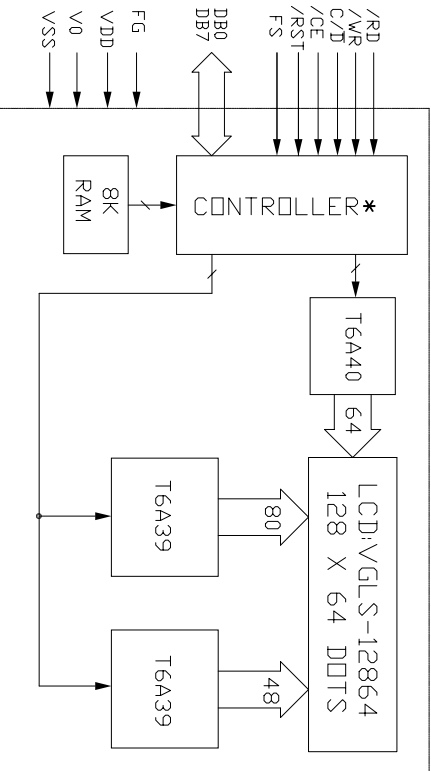 /RD
/WR
C/D
/CE
/RST
FS
DB0
DB7
FG
VDD
V0
VSS
CONTROLLER*
8K
RAM
T6A40
64
LCD:VGLS-12864
128 X 64 DOTS
T6A39
80
T6A39
48